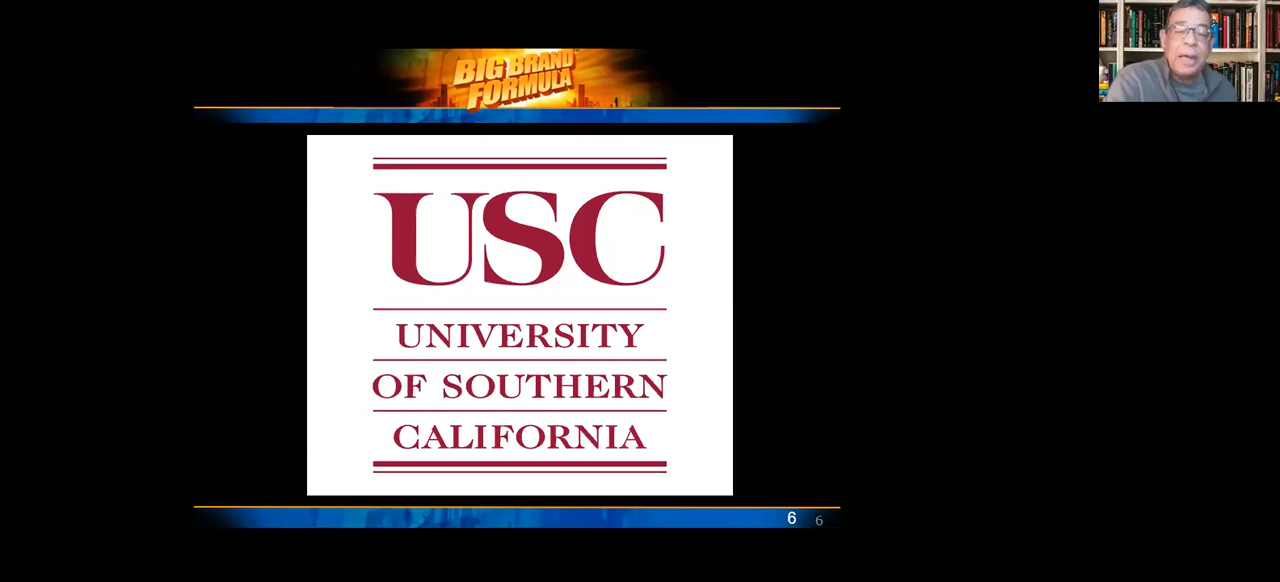 BIG BRAND
FORMULA
USC
UNIVERSITY
OF SOUTHERN
CALIFORNIA
6 6